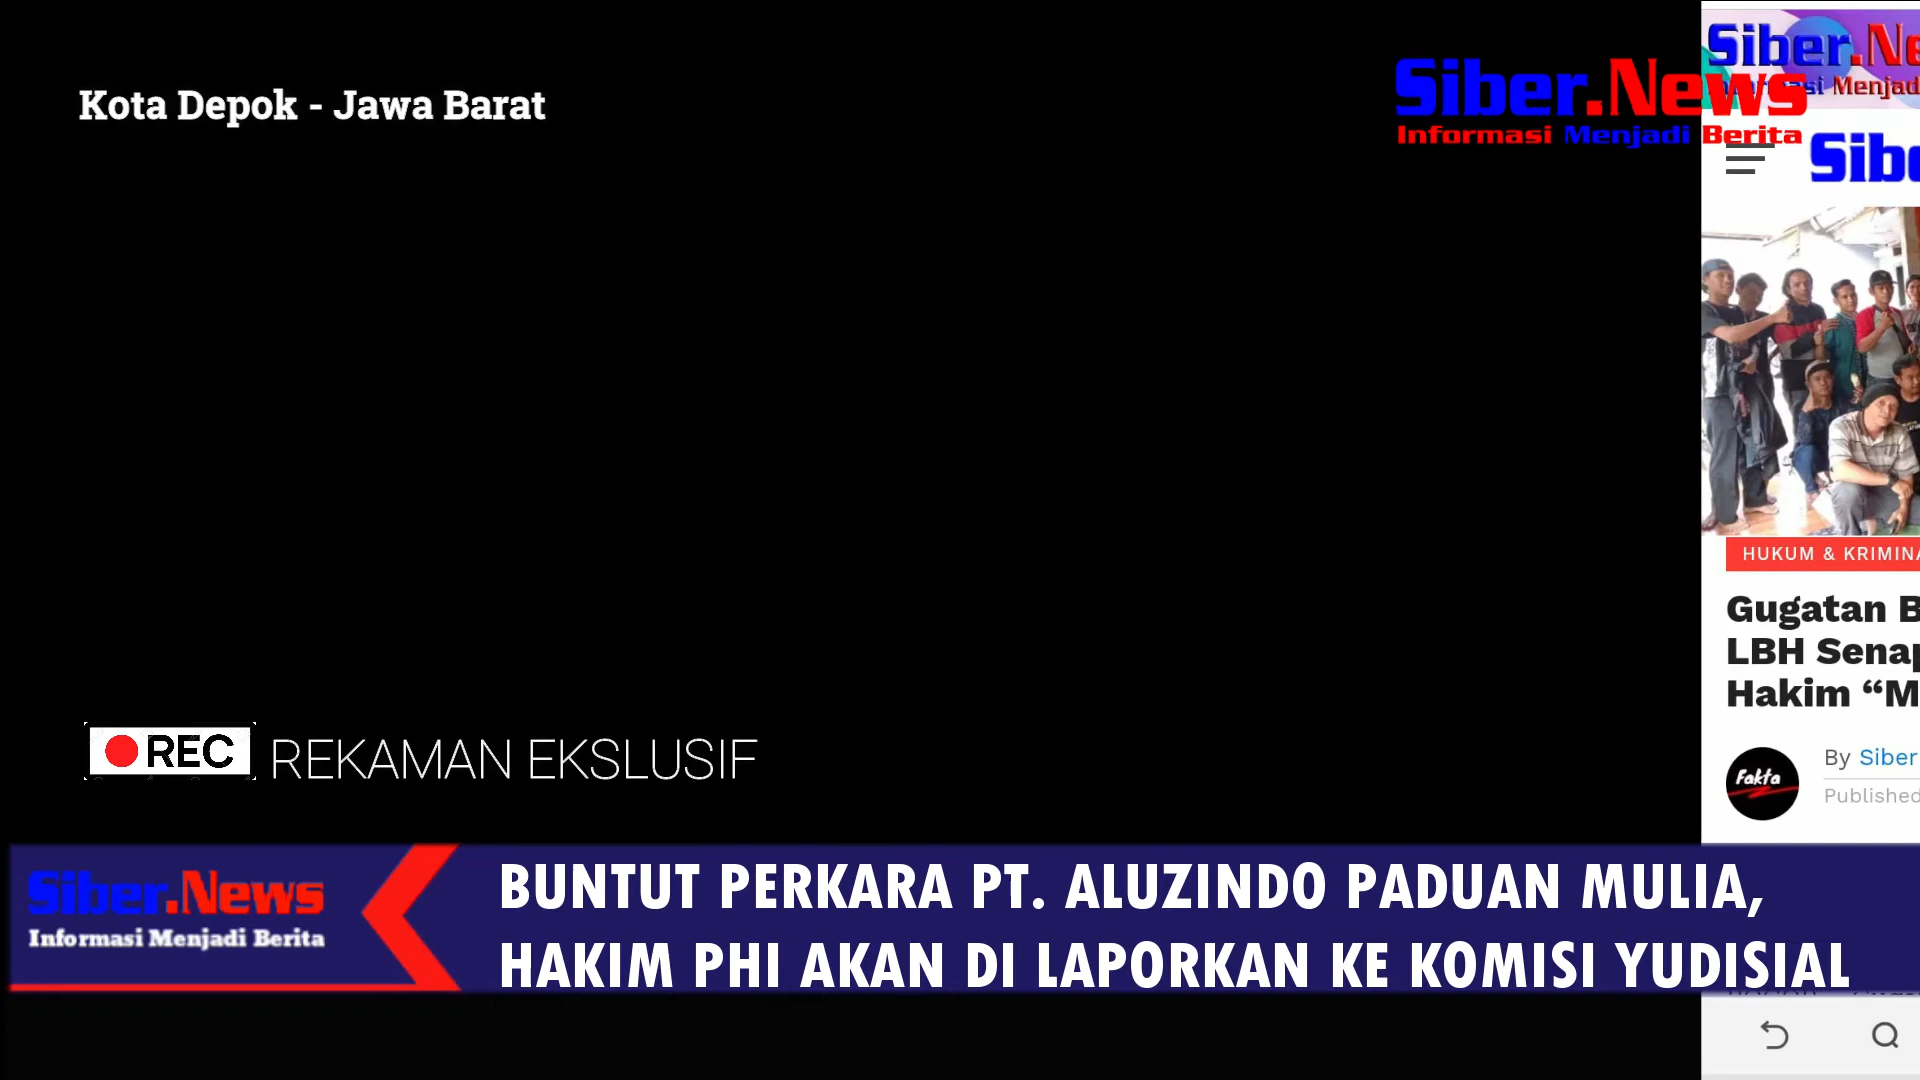 Kota Depok - Jawa Barat
Siber.News
Informasi Menjadi Berita
HUKUM & KRIMINA
Gugatan B
LBH Senap
Hakim “M
By Siber
Published
Fakta
REC REKAMAN EKSLUSIF
Siber.News
Informasi Menjadi Berita
BUNTUT PERKARA PT. ALUZINDO PADUAN MULIA,
HAKIM PHI AKAN DI LAPORKAN KE KOMISI YUDISIAL